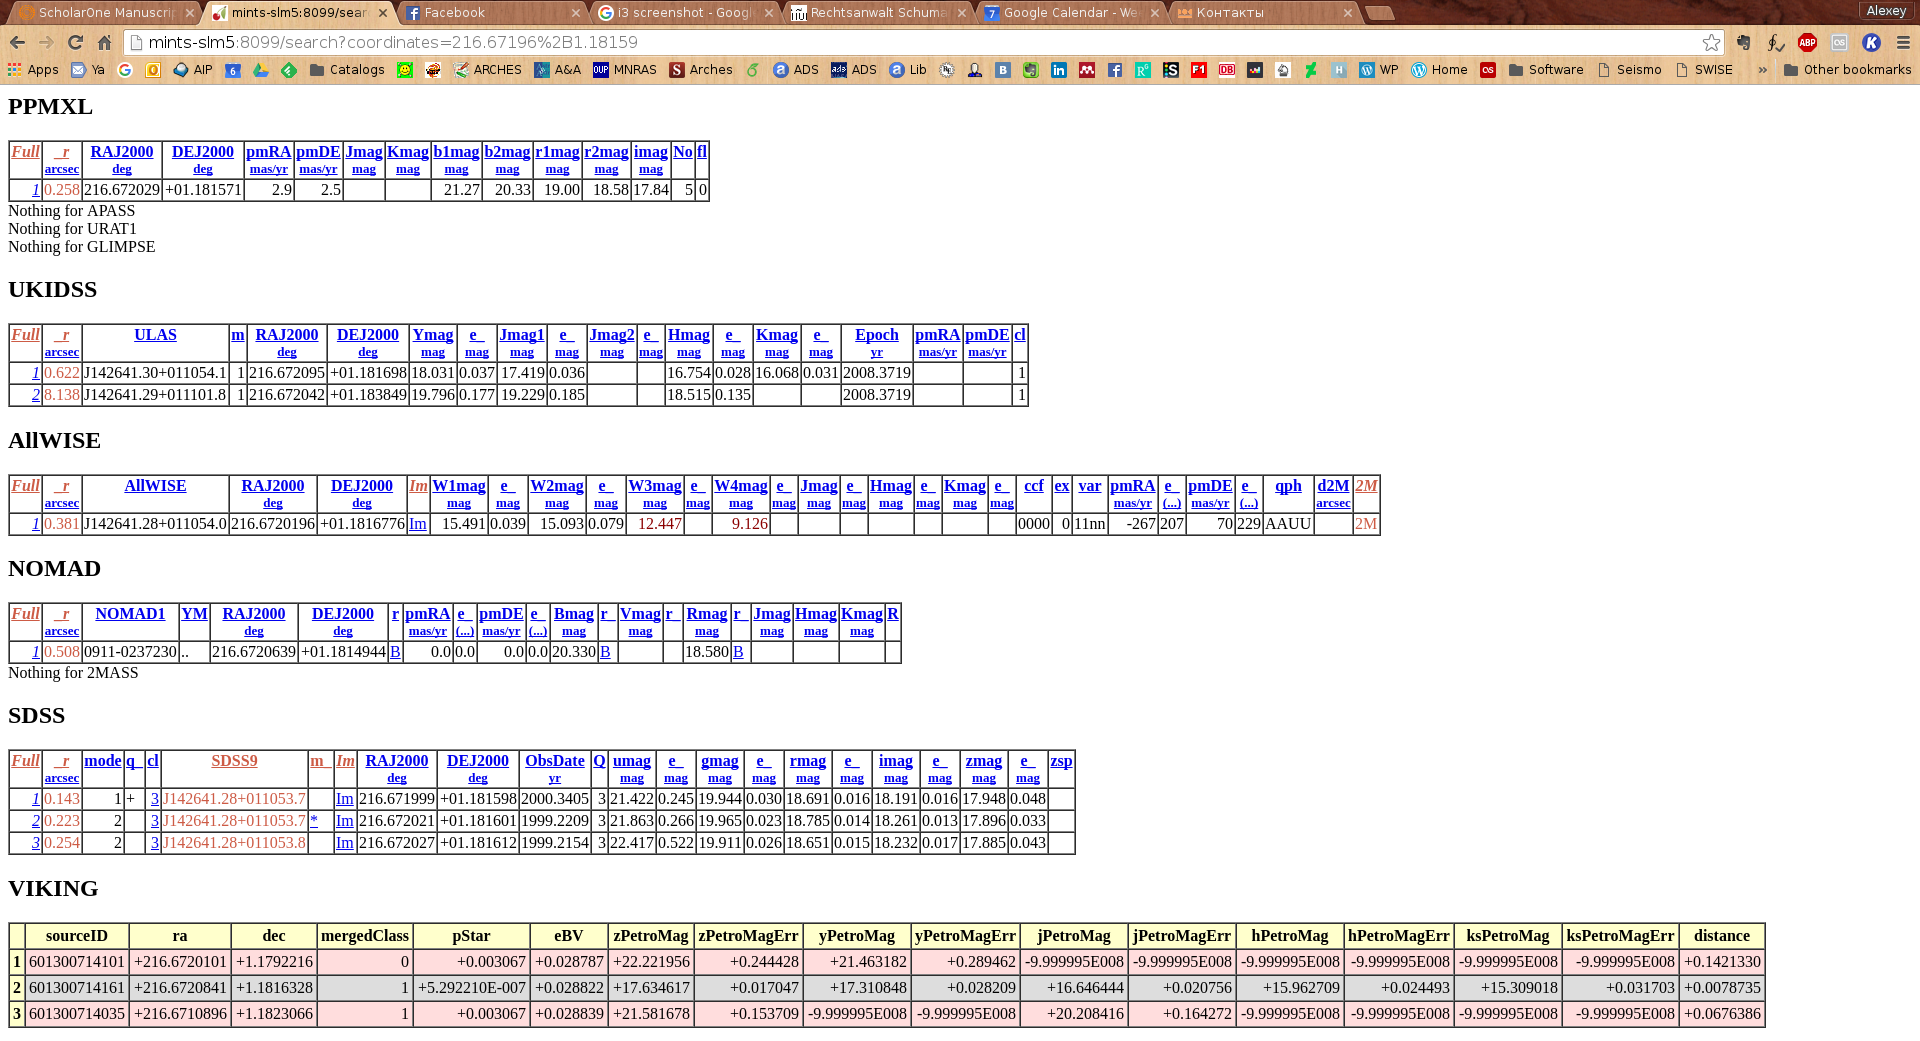 ScholarOne Manuscrip
mints-slm5:8099/sear
Facebook
i3 screenshot - Googl
Rechtsanwalt Schuma
Google Calendar - We
Контакты
Alexey
mints-slm5:8099/search?coordinates=216.67196%2B1.18159
Apps Ya AIP Catalogs ARCHES A&A MNRAS Arches ADS ADS Lib WP Home Software Seismo SWISE » Other bookmarks
PPMXL
Full _r RAJ2000 DEJ2000 pmRA pmDE Jmag Kmag b1mag b2mag r1mag r2mag imag No fl
arcsec deg deg mas/yr mas/yr mag mag mag mag mag mag mag
1 0.258 216.672029 +01.181571 2.9 2.5 21.27 20.33 19.00 18.58 17.84 5 0
Nothing for APASS
Nothing for URAT1
Nothing for GLIMPSE
UKIDSS
Full _r ULAS m RAJ2000 DEJ2000 Ymag e_ Jmag1 e_ Jmag2 e_ Hmag e_ Kmag e_ Epoch pmRA pmDE cl
arcsec deg deg mag mag mag mag mag mag mag mag mag mag yr mas/yr mas/yr
1 0.622 J142641.30+011054.1 1 216.672095 +01.181698 18.031 0.037 17.419 0.036 16.754 0.028 16.068 0.031 2008.3719 1
2 8.138 J142641.29+011101.8 1 216.672042 +01.183849 19.796 0.177 19.229 0.185 18.515 0.135 2008.3719 1
AllWISE
Full _r AllWISE RAJ2000 DEJ2000 Im W1mag e_ W2mag e_ W3mag e_ W4mag e_ Jmag e_ Hmag e_ Kmag e_ ccf ex var pmRA e_ pmDE e_ qph d2M 2M
arcsec deg deg mag mag mag mag mag mag mag mag mag mag mag mag mag mag mas/yr (...) mas/yr (...) arcsec
1 0.381 J142641.28+011054.0 216.6720196 +01.1816776 Im 15.491 0.039 15.093 0.079 12.447 9.126 0000 0 11nn -267 207 70 229 AAUU 2M
NOMAD
Full _r NOMAD1 YM RAJ2000 DEJ2000 r pmRA e_ pmDE e_ Bmag r_ Vmag r_ Rmag r_ Jmag Hmag Kmag R
arcsec deg deg mas/yr (...) mas/yr (...) mag mag mag mag mag mag
1 0.508 0911-0237230 .. 216.6720639 +01.1814944 B 0.0 0.0 0.0 0.0 20.330 B 18.580 B
Nothing for 2MASS
SDSS
Full _r mode q_ cl SDSS9 m_ Im RAJ2000 DEJ2000 ObsDate Q umag e_ gmag e_ rmag e_ imag e_ zmag e_ zsp
arcsec deg deg yr mag mag mag mag mag mag mag mag mag mag
1 0.143 1 + 3 J142641.28+011053.7 Im 216.671999 +01.181598 2000.3405 3 21.422 0.245 19.944 0.030 18.691 0.016 18.191 0.016 17.948 0.048
2 0.223 2 3 J142641.28+011053.7 * Im 216.672021 +01.181601 1999.2209 3 21.863 0.266 19.965 0.023 18.785 0.014 18.261 0.013 17.896 0.033
3 0.254 2 3 J142641.28+011053.8 Im 216.672027 +01.181612 1999.2154 3 22.417 0.522 19.911 0.026 18.651 0.015 18.232 0.017 17.885 0.043
VIKING
sourceID ra dec mergedClass pStar eBV zPetroMag zPetroMagErr yPetroMag yPetroMagErr jPetroMag jPetroMagErr hPetroMag hPetroMagErr ksPetroMag ksPetroMagErr distance
1 601300714101 +216.6720101 +1.1792216 0 +0.003067 +0.028787 +22.221956 +0.244428 +21.463182 +0.289462 -9.999995E008 -9.999995E008 -9.999995E008 -9.999995E008 -9.999995E008 -9.999995E008 +0.1421330
2 601300714161 +216.6720841 +1.1816328 1 +5.292210E-007 +0.028822 +17.634617 +0.017047 +17.310848 +0.028209 +16.646444 +0.020756 +15.962709 +0.024493 +15.309018 +0.031703 +0.0078735
3 601300714035 +216.6710896 +1.1823066 1 +0.003067 +0.028839 +21.581678 +0.153709 -9.999995E008 -9.999995E008 +20.208416 +0.164272 -9.999995E008 -9.999995E008 -9.999995E008 -9.999995E008 +0.0676386